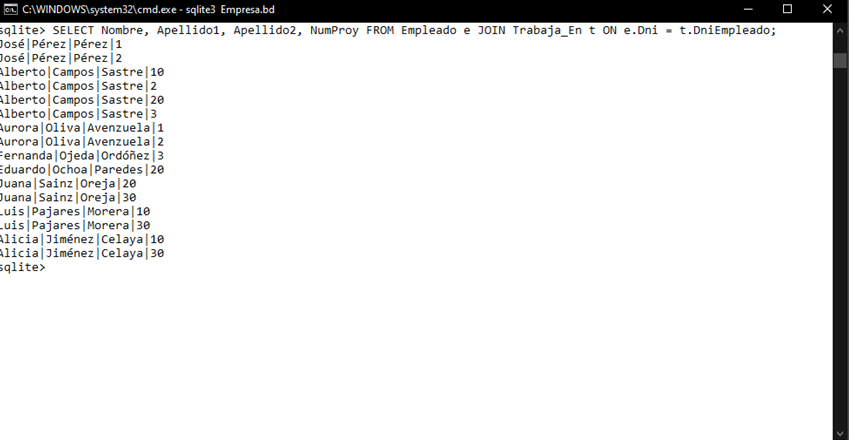 C:\WINDOWS\system32\cmd.exe - sqlite3 Empresa.bd
sqlite> SELECT Nombre, Apellido1, Apellido2, NumProy FROM Empleado e JOIN Trabaja_En t ON e.Dni = t.DniEmpleado;
José|Pérez|Pérez|1
José|Pérez|Pérez|2
Alberto|Campos|Sastre|10
Alberto|Campos|Sastre|2
Alberto|Campos|Sastre|20
Alberto|Campos|Sastre|3
Aurora|Oliva|Avenzuela|1
Aurora|Oliva|Avenzuela|2
Fernanda|Ojeda|Ordóñez|3
Eduardo|Ochoa|Paredes|20
Juana|Sainz|Oreja|20
Juana|Sainz|Oreja|30
Luis|Pajares|Morera|10
Luis|Pajares|Morera|30
Alicia|Jiménez|Celaya|10
Alicia|Jiménez|Celaya|30
sqlite>